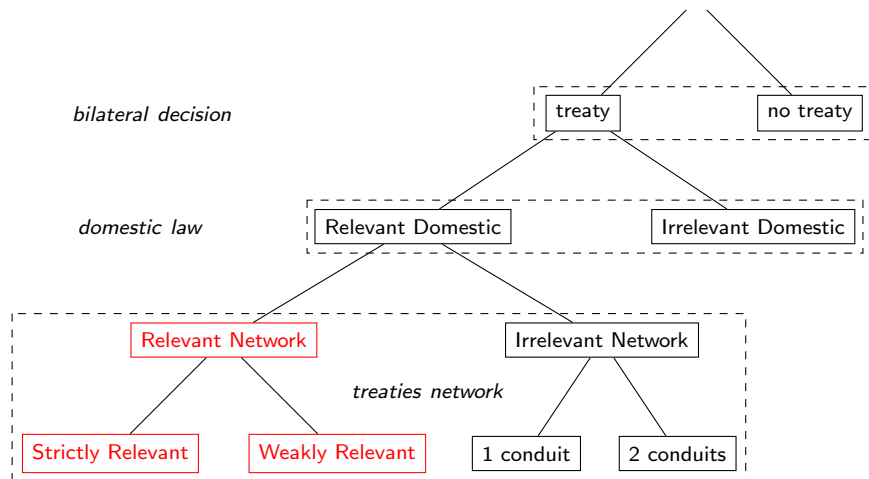 bilateral decision
treaty
no treaty
domestic law
Relevant Domestic
Irrelevant Domestic
Relevant Network
Irrelevant Network
treaties network
Strictly Relevant
Weakly Relevant
1 conduit
2 conduits